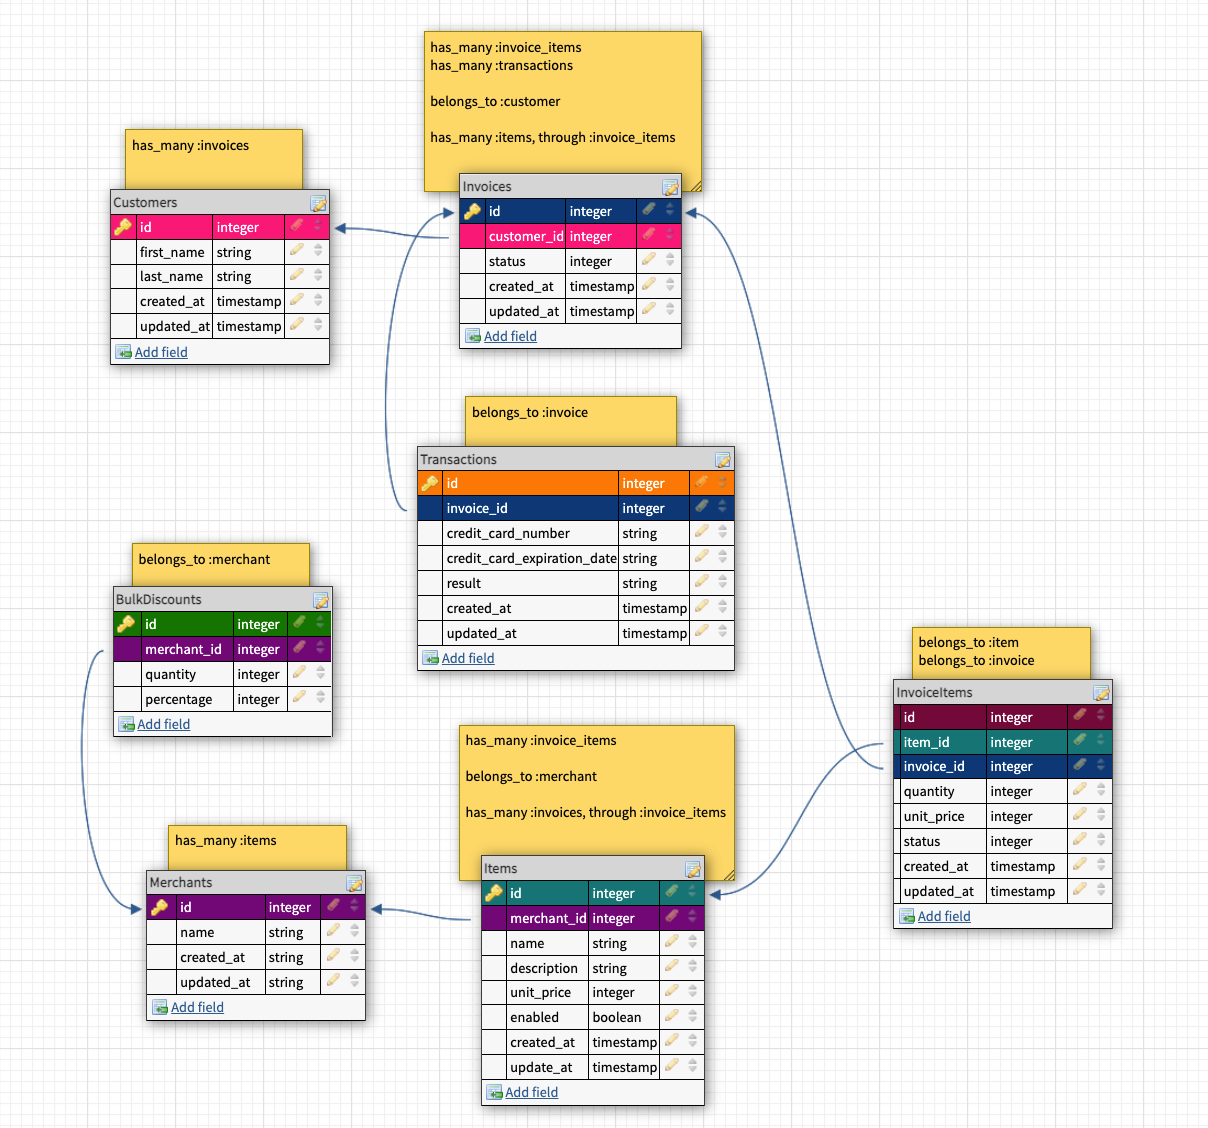 has_many :invoice_items
has_many :transactions
belongs_to :customer
has_many :items, through :invoice_items
has_many :invoices
Customers
id integer
first_name string
last_name string
created_at timestamp
updated_at timestamp
Add field
Invoices
id integer
customer_id integer
status integer
created_at timestamp
updated_at timestamp
Add field
belongs_to :invoice
Transactions
id integer
invoice_id integer
credit_card_number string
credit_card_expiration_date string
result string
created_at timestamp
updated_at timestamp
Add field
belongs_to :merchant
BulkDiscounts
id integer
merchant_id integer
quantity integer
percentage integer
Add field
belongs_to :item
belongs_to :invoice
InvoiceItems
id integer
item_id integer
invoice_id integer
quantity integer
unit_price integer
status integer
created_at timestamp
updated_at timestamp
Add field
has_many :items
Merchants
id integer
name string
created_at string
updated_at string
Add field
has_many :invoice_items
belongs_to :merchant
has_many :invoices, through :invoice_items
Items
id integer
merchant_id integer
name string
description string
unit_price integer
enabled boolean
created_at timestamp
update_at timestamp
Add field